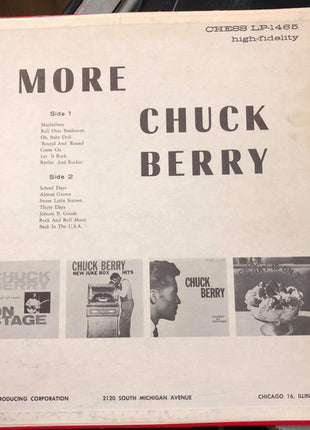 CHESS LP-1465
high-fidelity
MORE
CHUCK
BERRY
Side 1
Maybellene
Roll Over Beethoven
Oh, Baby Doll
'Round And 'Round
Come On
Let It Rock
Reelin' And Rockin'
Side 2
School Days
Almost Grown
Sweet Little Sixteen
Thirty Days
Johnny B. Goode
Rock And Roll Music
Back In The U.S.A
CHUCK
BERRY
ON
STAGE
CHUCK BERRY
NEW JUKE BOX HITS
CHUCK
BERRY
RODUCING CORPORATION
2120 SOUTH MICHIGAN AVENUE
CHICAGO 16, ILLIN